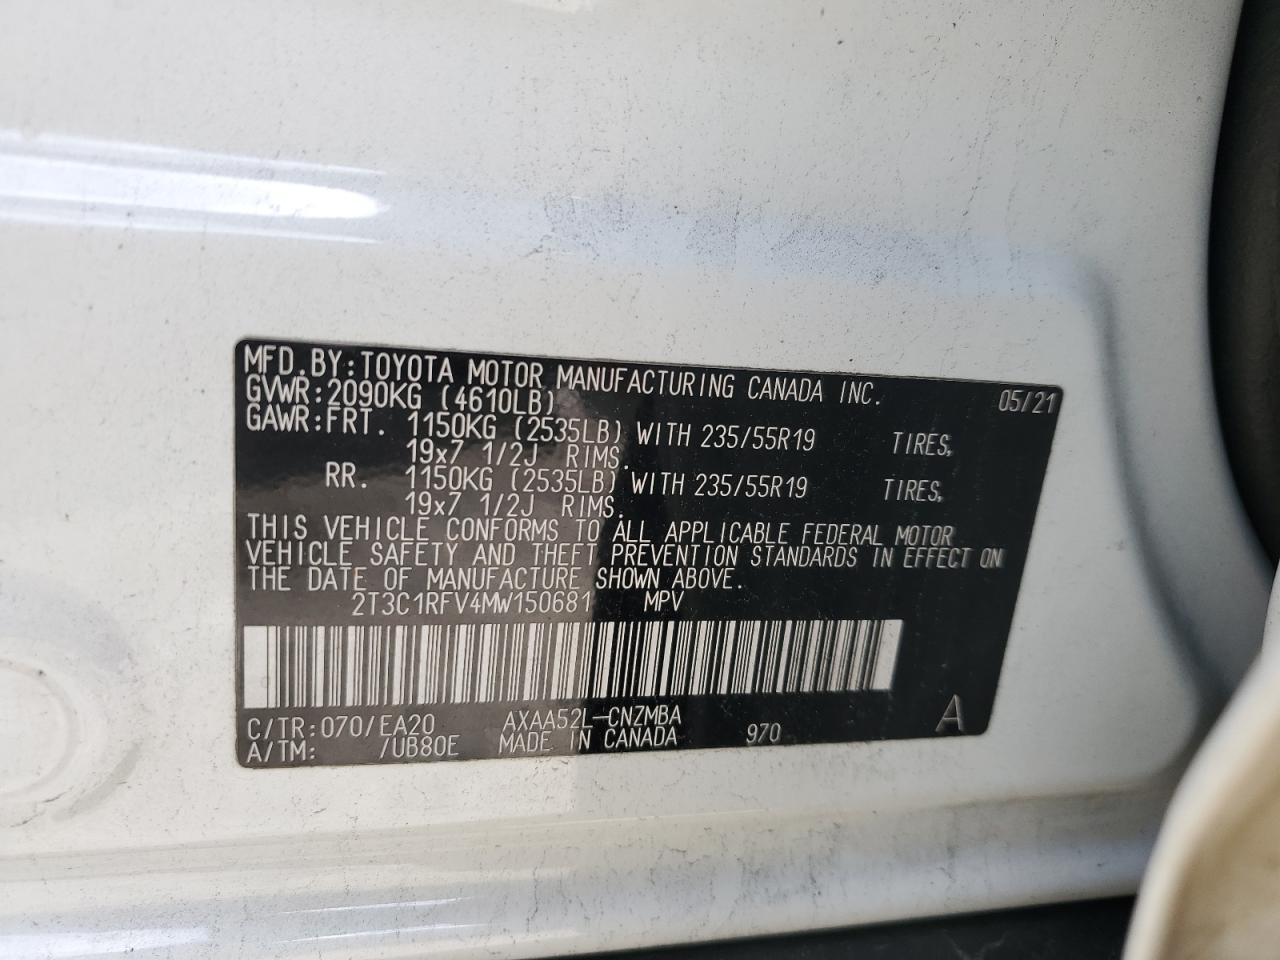 MFD.BY:TOYOTA MOTOR MANUFACTURING CANADA INC. 05/21
GVWR:2090KG (4610LB)
GAWR:FRT. 1150KG (2535LB) WITH 235/55R19 TIRES,
19x7 1/2J RIMS.
RR. 1150KG (2535LB) WITH 235/55R19 TIRES,
19x7 1/2J RIMS.
THIS VEHICLE CONFORMS TO ALL APPLICABLE FEDERAL MOTOR
VEHICLE SAFETY AND THEFT PREVENTION STANDARDS IN EFFECT ON
THE DATE OF MANUFACTURE SHOWN ABOVE.
2T3C1RFV4MW150681 MPV
C/TR:070/EA20 AXAA52L-CNZMBA
A/TM: /UB80E MADE IN CANADA 970 A